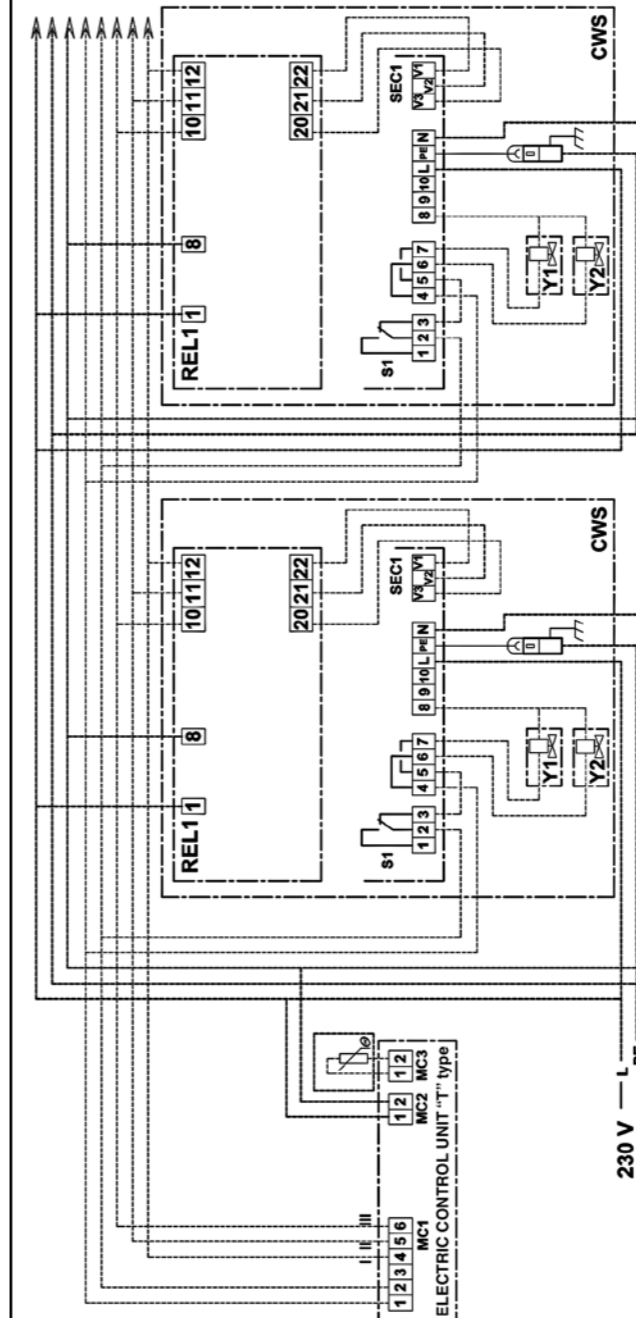 I II III
1 2 3 4 5 6
MC1
1 2
MC2
1 2
MC3
ELECTRIC CONTROL UNIT "T" type
230 V L
REL1 1 8 10 11 12
20 21 22
S1
SEC1
1 2 3 4 5 6 7 8 9 10 L PE N V3 V2 V1
Y1
Y2
CWS
REL1 1 8 10 11 12
20 21 22
S1
SEC1
1 2 3 4 5 6 7 8 9 10 L PE N V3 V2 V1
Y1
Y2
CWS